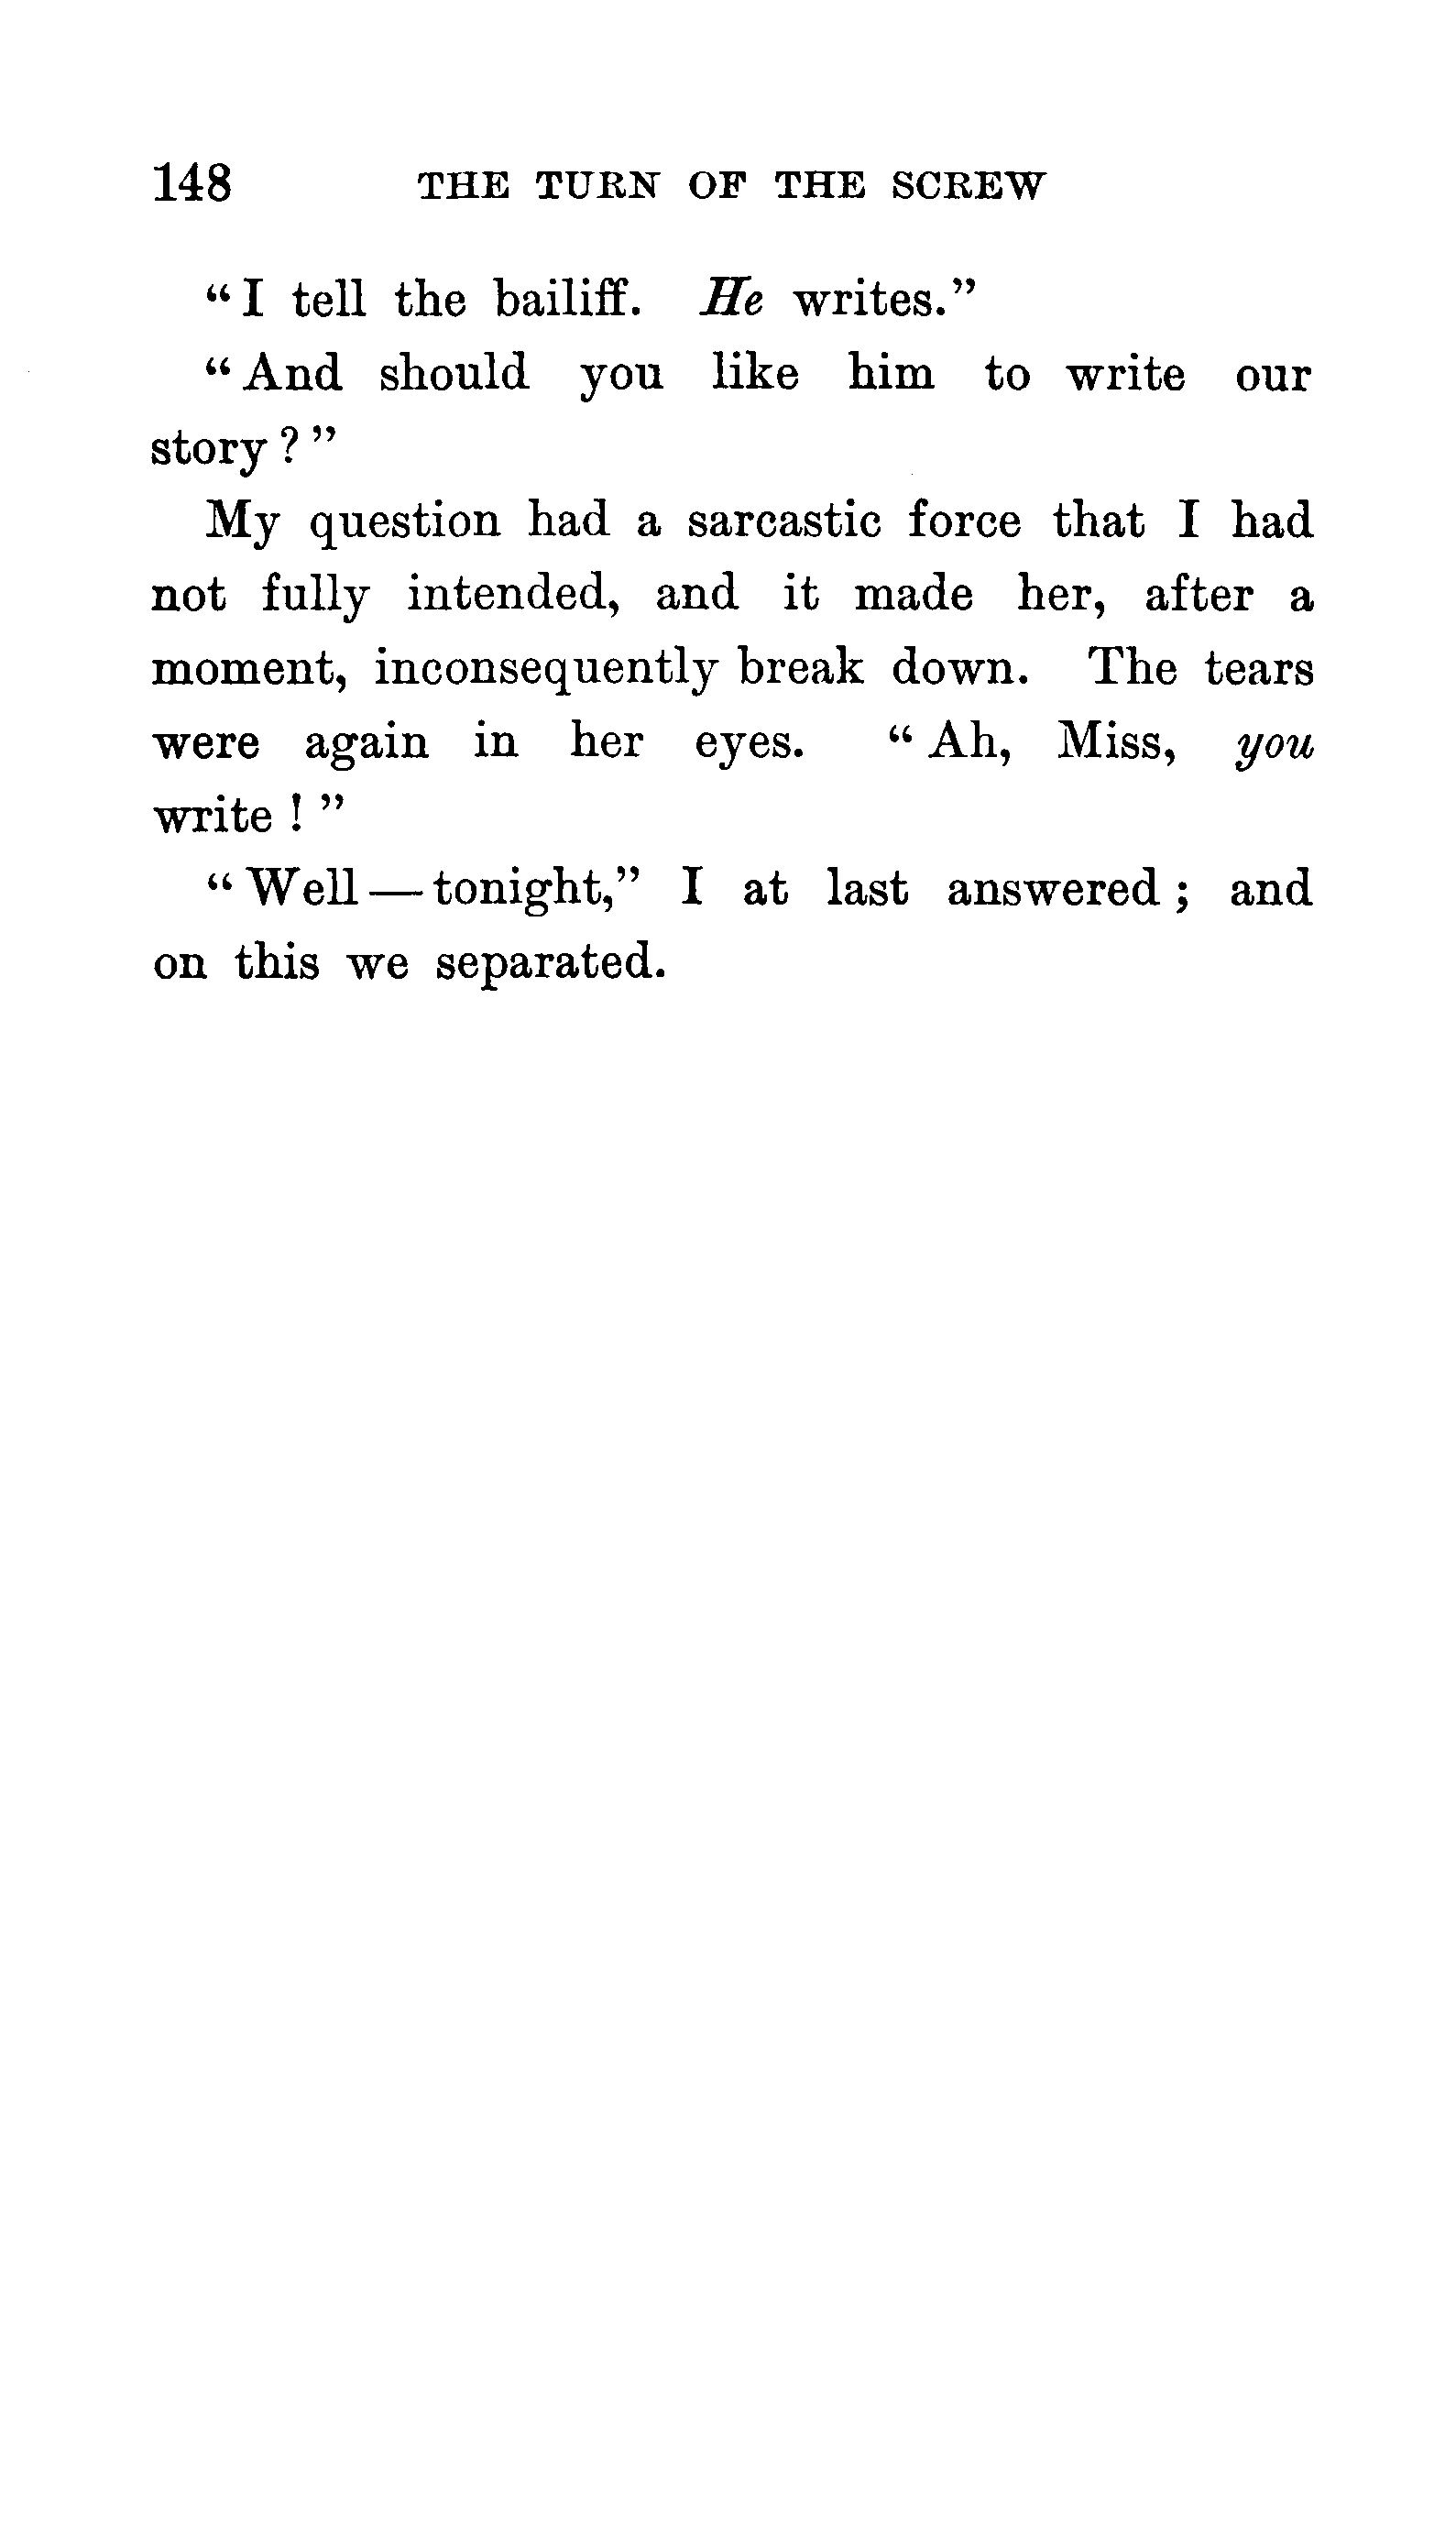 148 THE TURN OF THE SCREW
“I tell the bailiff. He writes.”
“And should you like him to write our
story?”
My question had a sarcastic force that I had
not fully intended, and it made her, after a
moment, inconsequently break down. The tears
were again in her eyes. “Ah, Miss, you
write!”
“Well—tonight,” I at last answered; and
on this we separated.